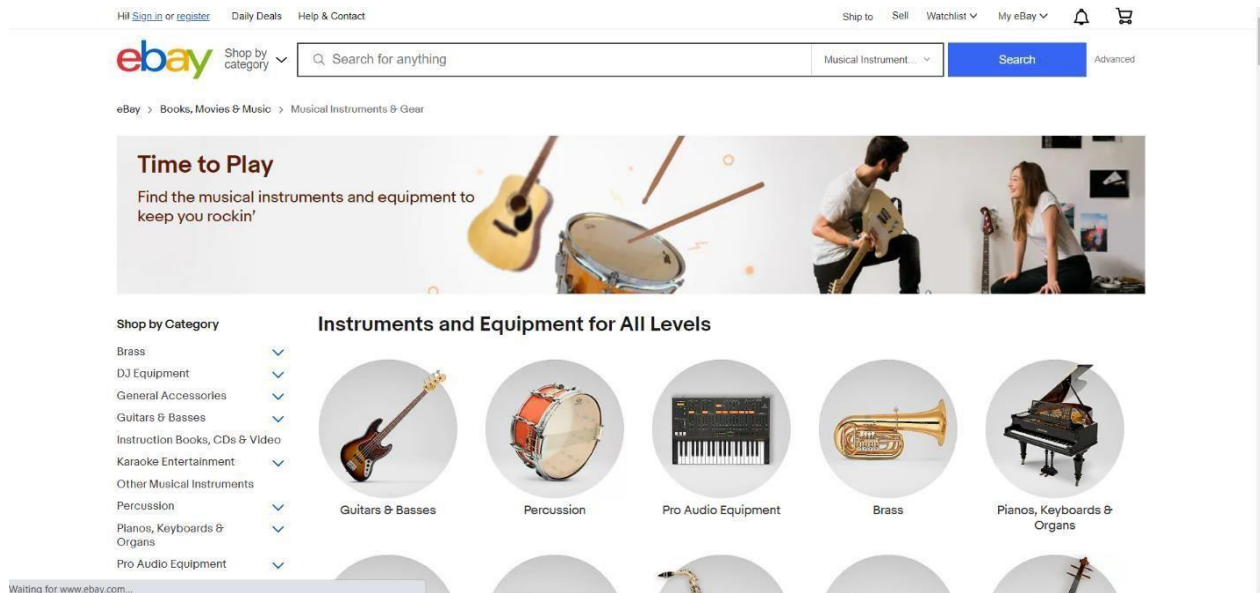 Hi! Sign in or register Daily Deals Help & Contact Ship to Sell Watchlist My eBay
ebay Shop by category Search for anything Musical Instrument... Search Advanced
eBay > Books, Movies & Music > Musical Instruments & Gear
Time to Play
Find the musical instruments and equipment to
keep you rockin'
Shop by Category
Brass
DJ Equipment
General Accessories
Guitars & Basses
Instruction Books, CDs & Video
Karaoke Entertainment
Other Musical Instruments
Percussion
Pianos, Keyboards &
Organs
Pro Audio Equipment
Instruments and Equipment for All Levels
Guitars & Basses
Percussion
Pro Audio Equipment
Brass
Pianos, Keyboards &
Organs
Waiting for www.ebay.com...